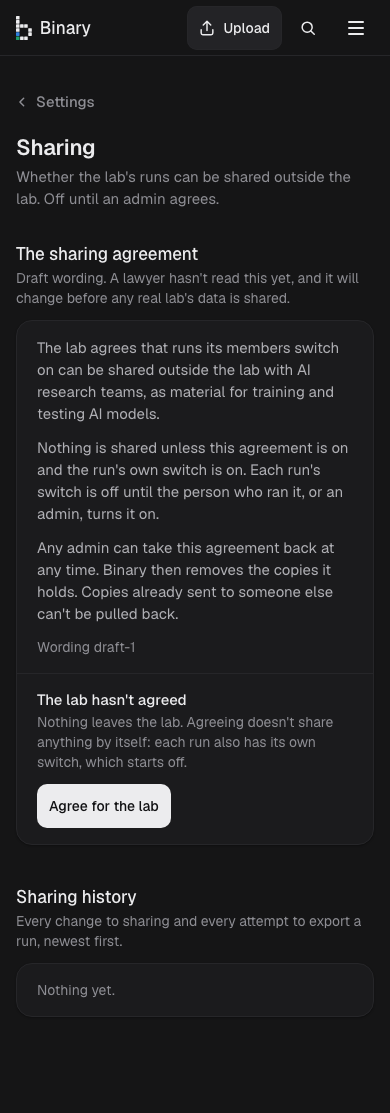 Binary
Upload
Settings
Sharing
Whether the lab's runs can be shared outside the
lab. Off until an admin agrees.
The sharing agreement
Draft wording. A lawyer hasn't read this yet, and it will
change before any real lab's data is shared.
The lab agrees that runs its members switch
on can be shared outside the lab with AI
research teams, as material for training and
testing AI models.
Nothing is shared unless this agreement is on
and the run's own switch is on. Each run's
switch is off until the person who ran it, or an
admin, turns it on.
Any admin can take this agreement back at
any time. Binary then removes the copies it
holds. Copies already sent to someone else
can't be pulled back.
Wording draft-1
The lab hasn't agreed
Nothing leaves the lab. Agreeing doesn't share
anything by itself: each run also has its own
switch, which starts off.
Agree for the lab
Sharing history
Every change to sharing and every attempt to export a
run, newest first.
Nothing yet.